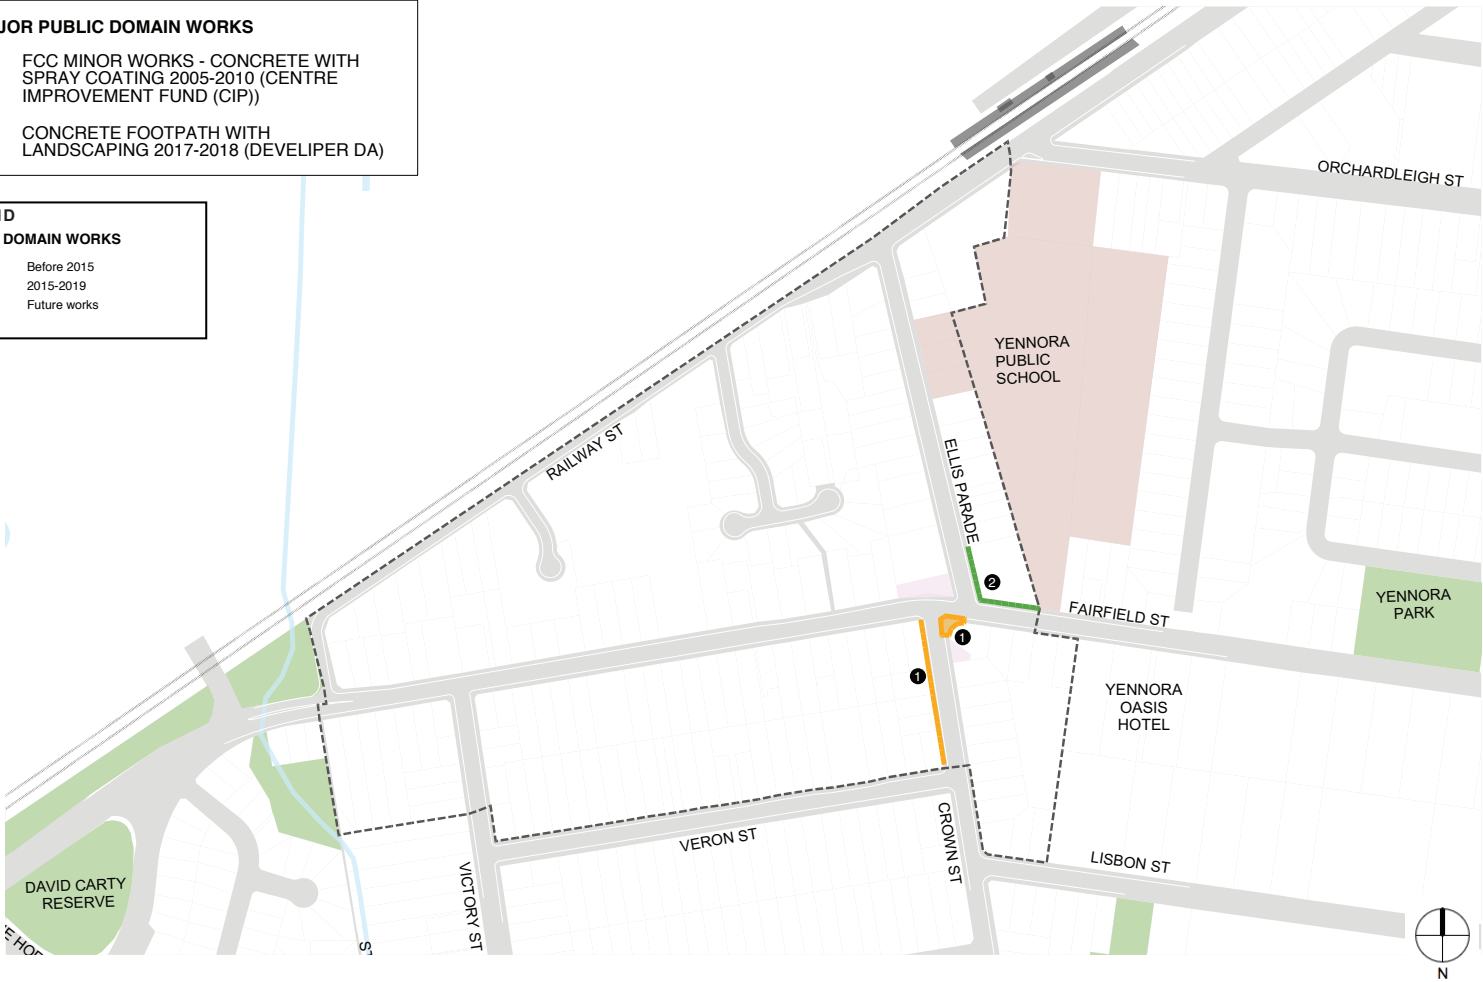 JOR PUBLIC DOMAIN WORKS
FCC MINOR WORKS - CONCRETE WITH
SPRAY COATING 2005-2010 (CENTRE
IMPROVEMENT FUND (CIP))
CONCRETE FOOTPATH WITH
LANDSCAPING 2017-2018 (DEVELIPER DA)
ID
DOMAIN WORKS
Before 2015
2015-2019
Future works
ORCHARDLEIGH ST
YENNORA
PUBLIC
SCHOOL
RAILWAY ST
ELLIS PARADE
2
YENNORA
PARK
FAIRFIELD ST
1
1
YENNORA
OASIS
HOTEL
VERON ST
CROWN ST
LISBON ST
VICTORY ST
DAVID CARTY
RESERVE
E HOR
ST
N